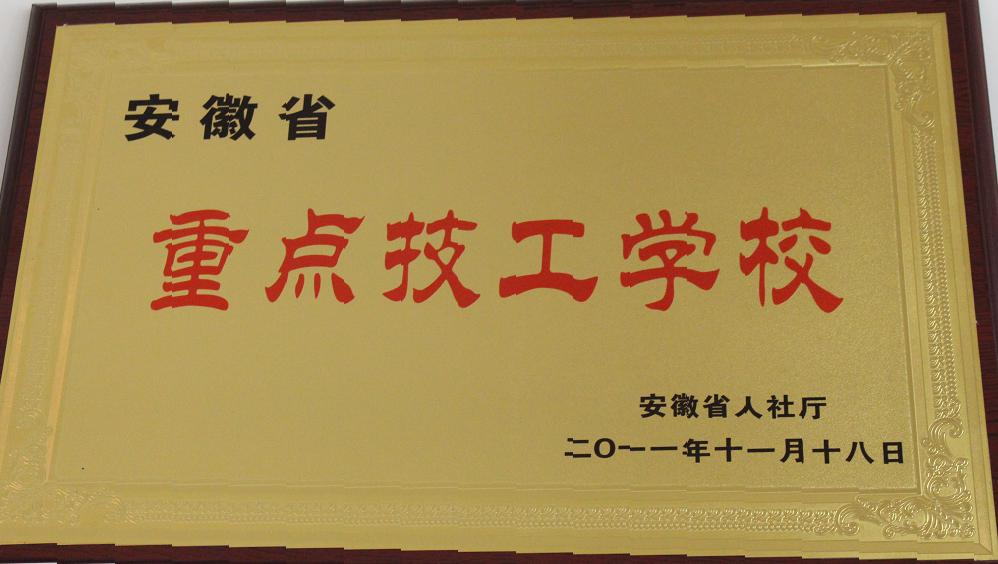 安徽省
重点技工学校
安徽省人社厅
二〇一一年十一月十八日